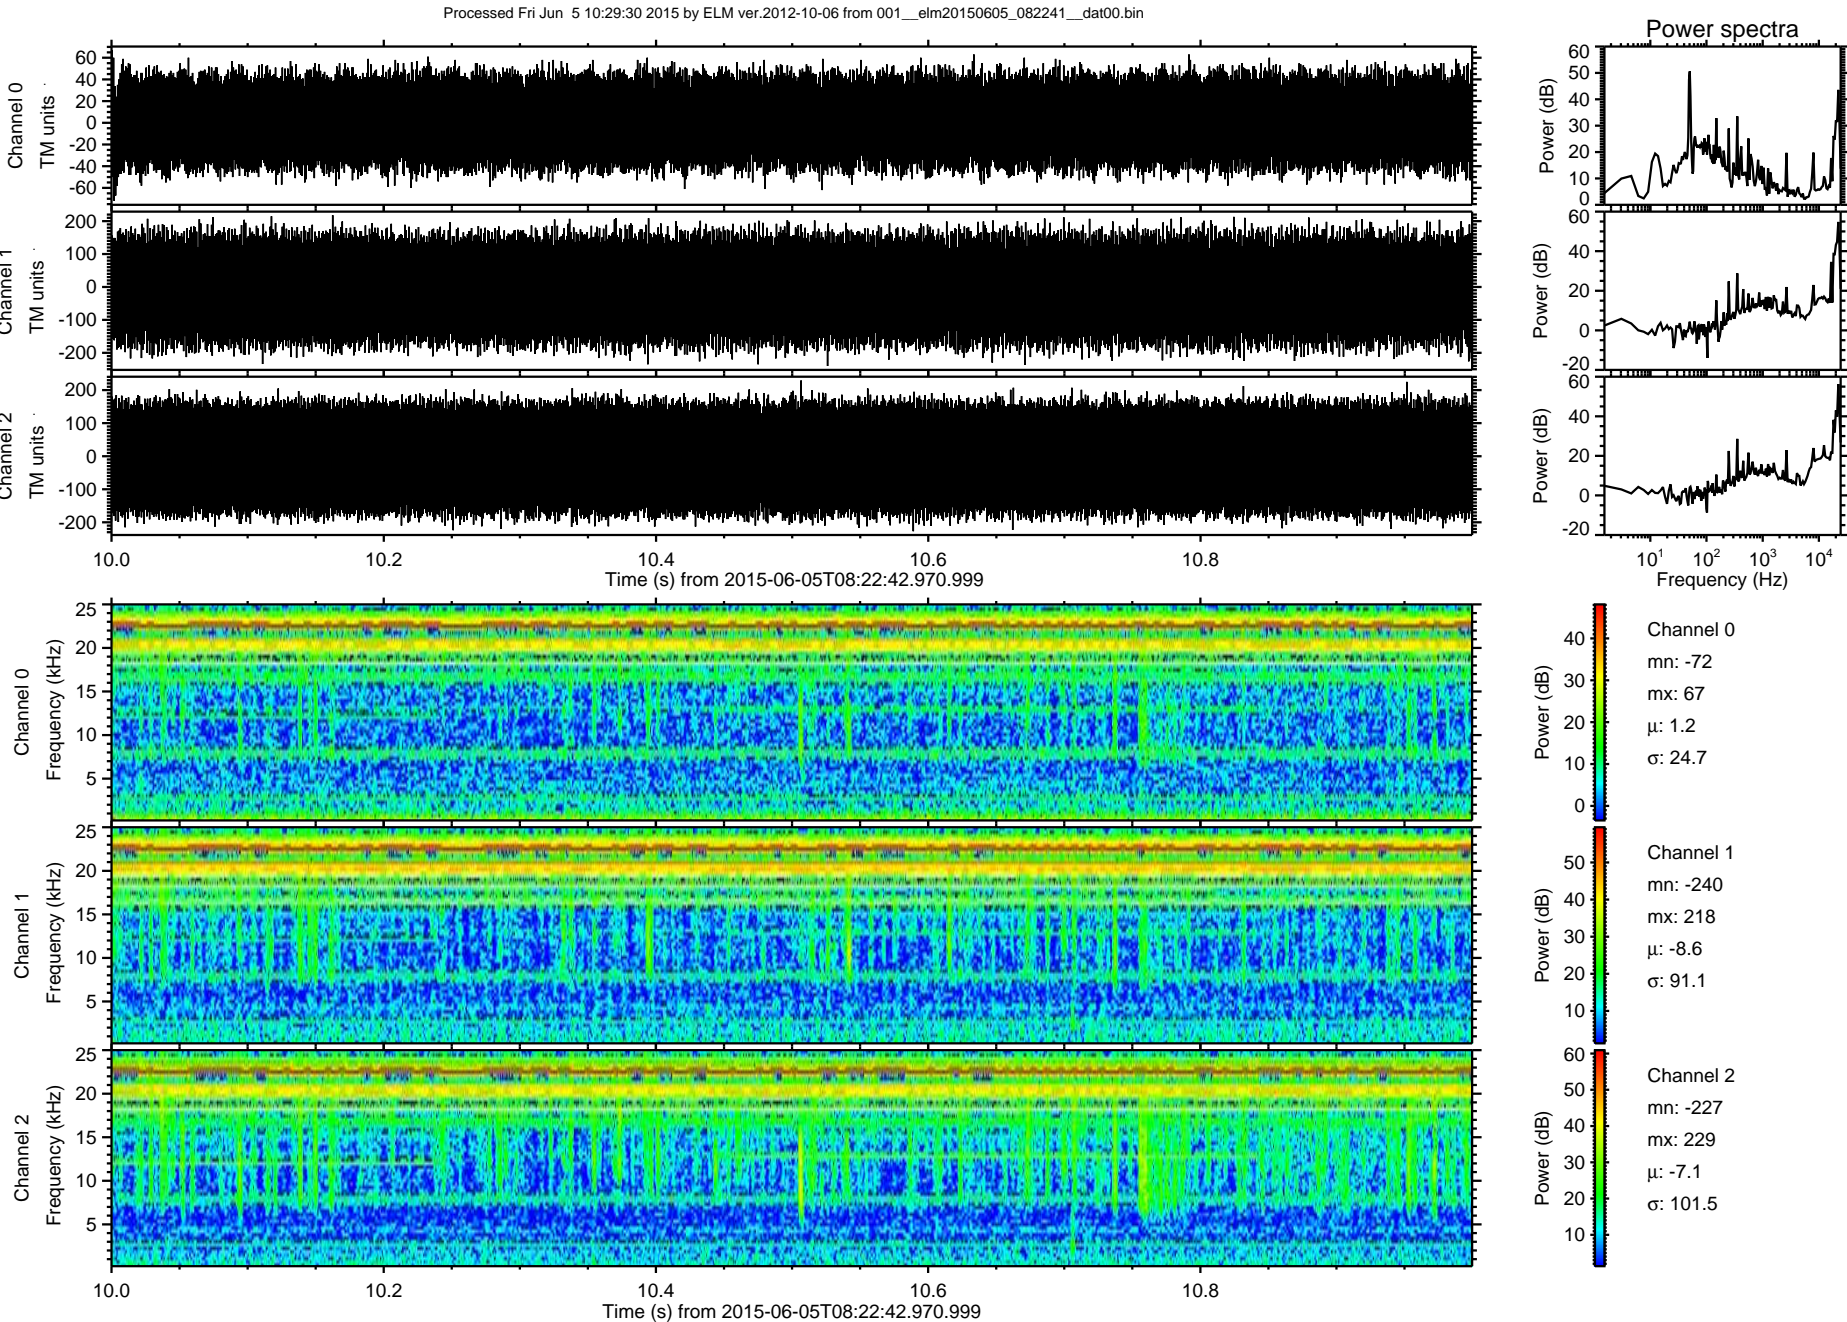 Processed Fri Jun  5 10:29:30 2015 by ELM ver.2012-10-06 from 001__elm20150605_082241__dat00.bin
Power spectra
Channel 0
TM units
60
40
20
0
-20
-40
-60
Power (dB)
60
50
40
30
20
10
0
Channel 1
TM units
200
100
0
-100
-200
Power (dB)
60
40
20
0
-20
Channel 2
TM units
200
100
0
-100
-200
Power (dB)
60
40
20
0
-20
10.0 10.2 10.4 10.6 10.8
Time (s) from 2015-06-05T08:22:42.970.999
10^1 10^2 10^3 10^4
Frequency (Hz)
Channel 0
Frequency (kHz)
25
20
15
10
5
Power (dB)
40
30
20
10
0
Channel 0
mn: -72
mx: 67
μ: 1.2
σ: 24.7
Channel 1
Frequency (kHz)
25
20
15
10
5
Power (dB)
50
40
30
20
10
Channel 1
mn: -240
mx: 218
μ: -8.6
σ: 91.1
Channel 2
Frequency (kHz)
25
20
15
10
5
Power (dB)
60
50
40
30
20
10
Channel 2
mn: -227
mx: 229
μ: -7.1
σ: 101.5
10.0 10.2 10.4 10.6 10.8
Time (s) from 2015-06-05T08:22:42.970.999